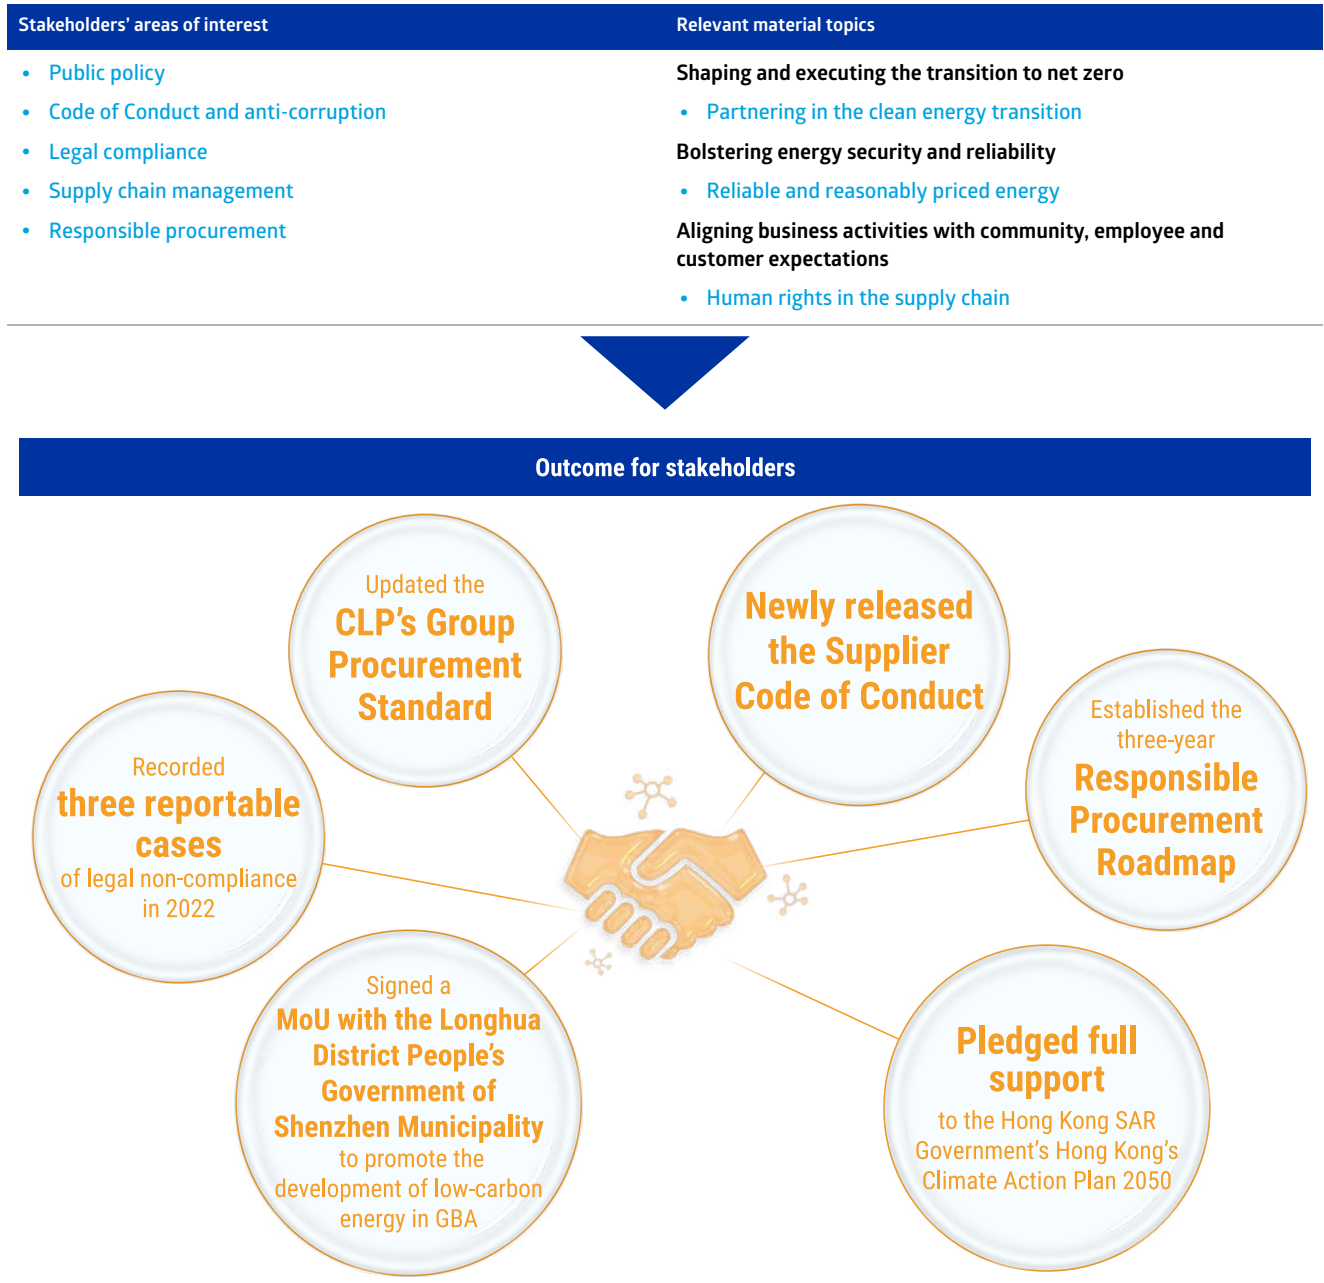 Stakeholders' areas of interest
Relevant material topics
• Public policy
• Code of Conduct and anti-corruption
• Legal compliance
• Supply chain management
• Responsible procurement
Shaping and executing the transition to net zero
• Partnering in the clean energy transition
Bolstering energy security and reliability
• Reliable and reasonably priced energy
Aligning business activities with community, employee and
customer expectations
• Human rights in the supply chain
Outcome for stakeholders
Updated the
CLP's Group
Procurement
Standard
Newly released
the Supplier
Code of Conduct
Recorded
three reportable
cases
of legal non-compliance
in 2022
Established the
three-year
Responsible
Procurement
Roadmap
Signed a
MoU with the Longhua
District People's
Government of
Shenzhen Municipality
to promote the
development of low-carbon
energy in GBA
Pledged full
support
to the Hong Kong SAR
Government's Hong Kong's
Climate Action Plan 2050